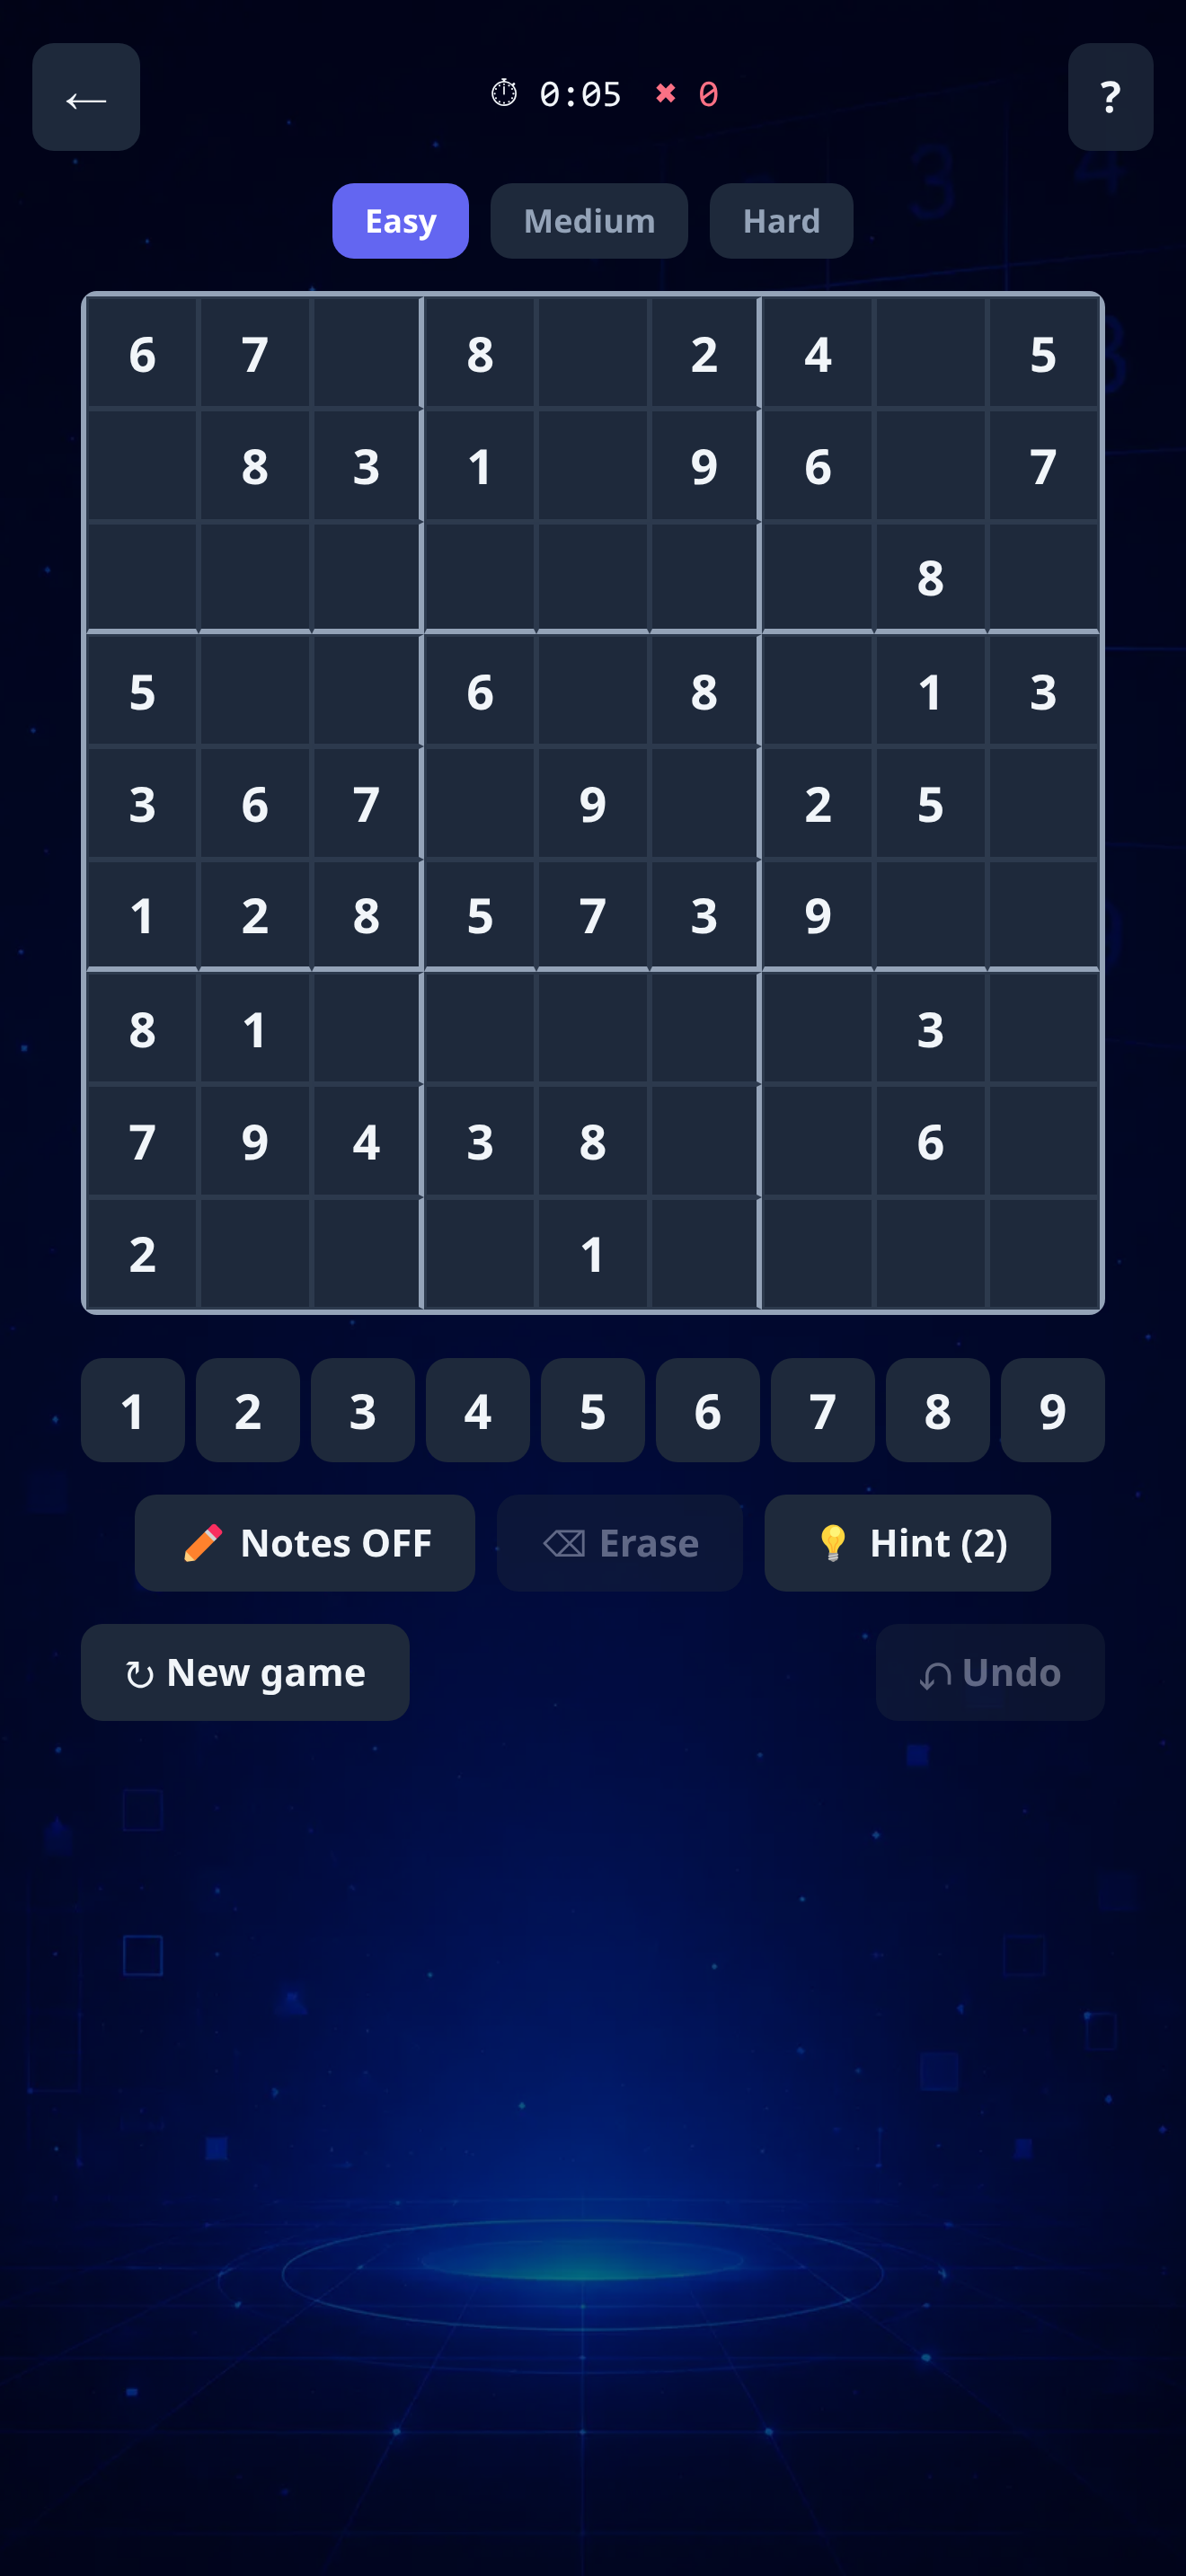 ← ⏱ 0:05 ✖ 0 ?
Easy Medium Hard
6 7 8 2 4 5
8 3 1 9 6 7
8
5 6 8 1 3
3 6 7 9 2 5
1 2 8 5 7 3 9
8 1 3
7 9 4 3 8 6
2 1
1 2 3 4 5 6 7 8 9
✏️ Notes OFF ⌫ Erase 💡 Hint (2)
↻ New game ⤺ Undo